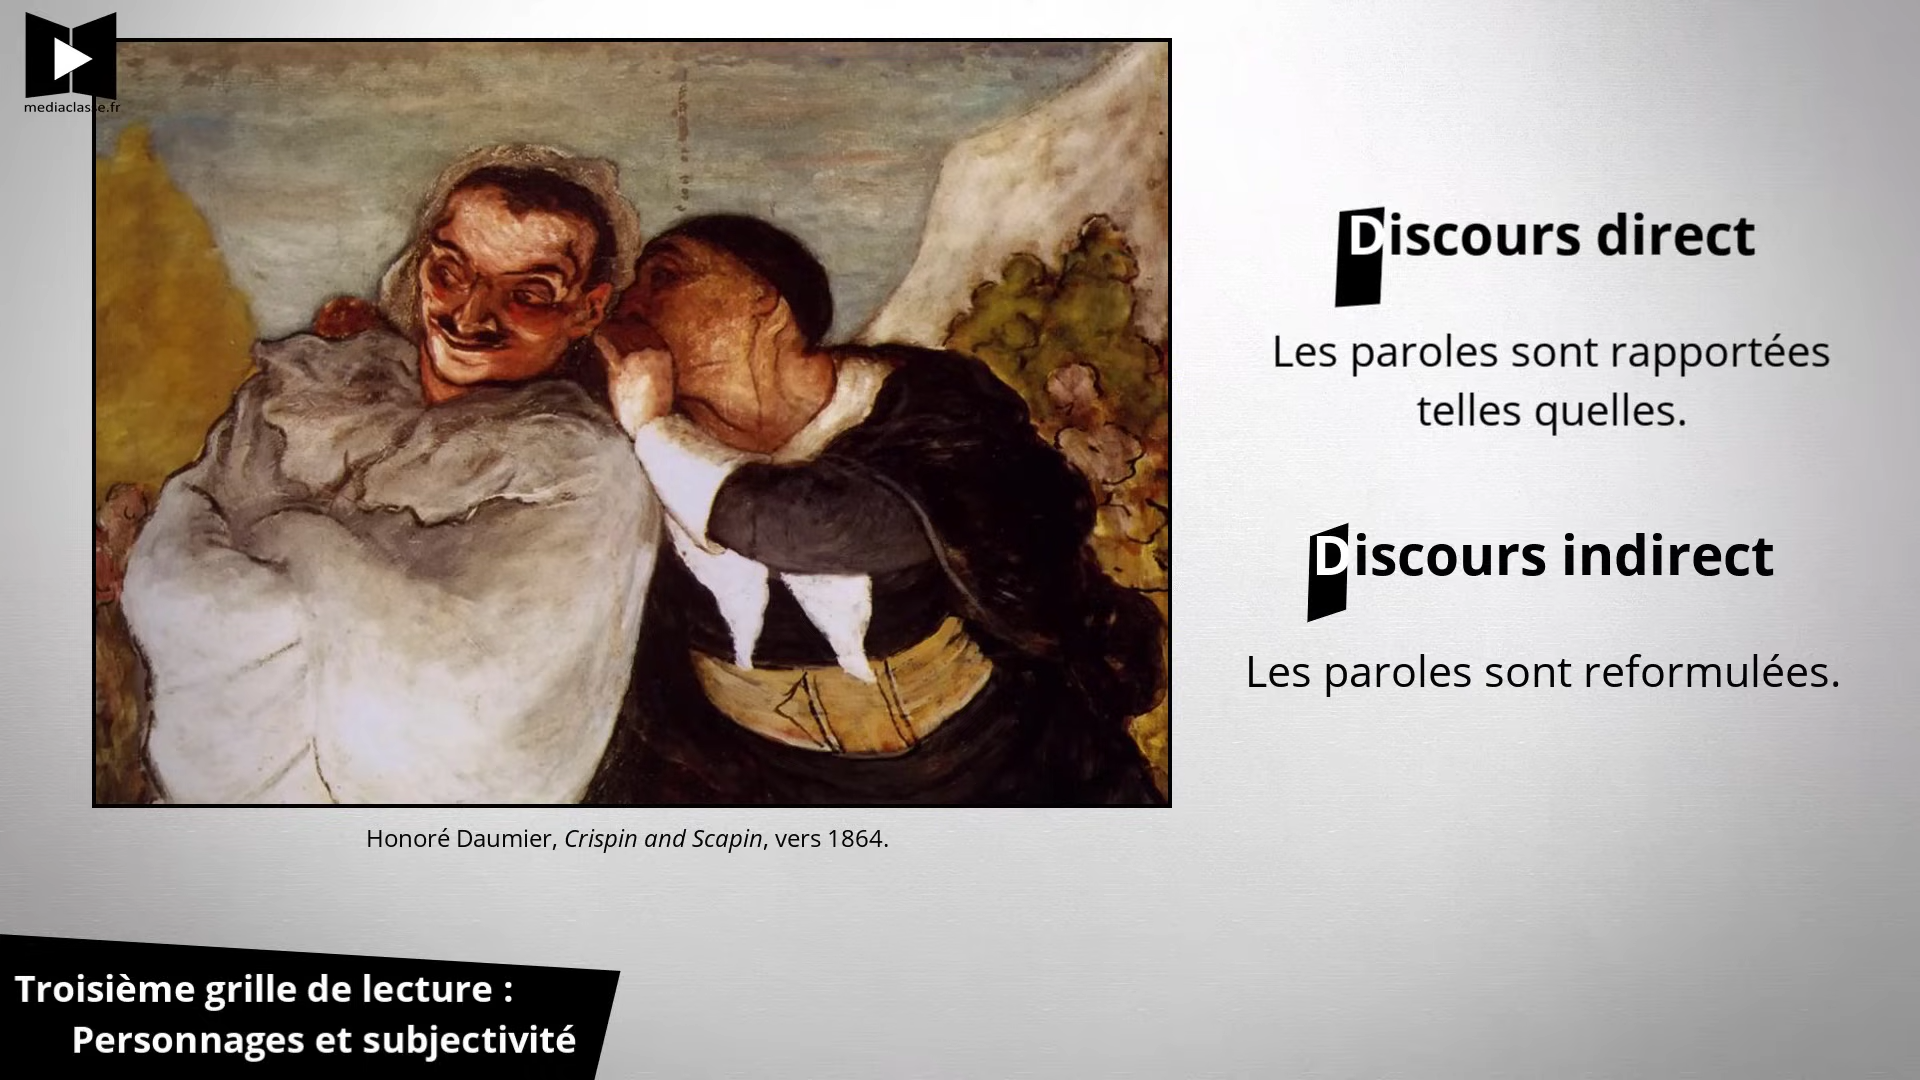 mediaclasse.fr
Discours direct
Les paroles sont rapportées
telles quelles.
Discours indirect
Les paroles sont reformulées.
Honoré Daumier, Crispin and Scapin, vers 1864.
Troisième grille de lecture :
Personnages et subjectivité